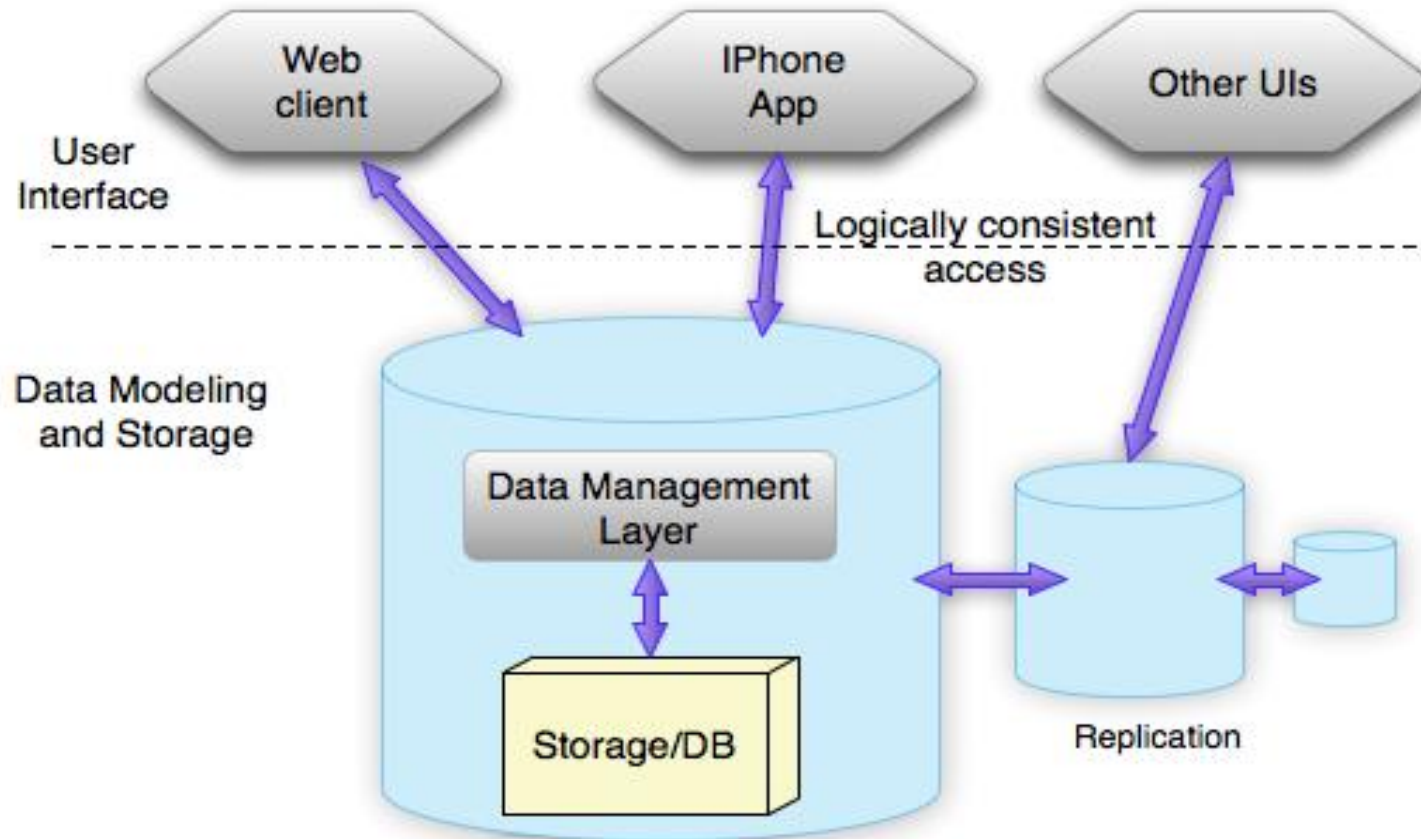 Web
client
IPhone
App
Other UIs
User
Interface
Logically consistent
access
Data Modeling
and Storage
Data Management
Layer
Storage/DB
Replication